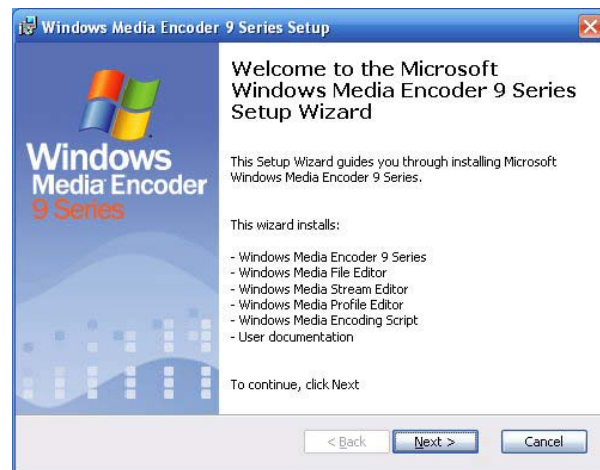 Windows Media Encoder 9 Series Setup
Windows
Media Encoder
9 Series
Welcome to the Microsoft
Windows Media Encoder 9 Series
Setup Wizard
This Setup Wizard guides you through installing Microsoft
Windows Media Encoder 9 Series.
This wizard installs:
- Windows Media Encoder 9 Series
- Windows Media File Editor
- Windows Media Stream Editor
- Windows Media Profile Editor
- Windows Media Encoding Script
- User documentation
To continue, click Next
< Back
Next >
Cancel